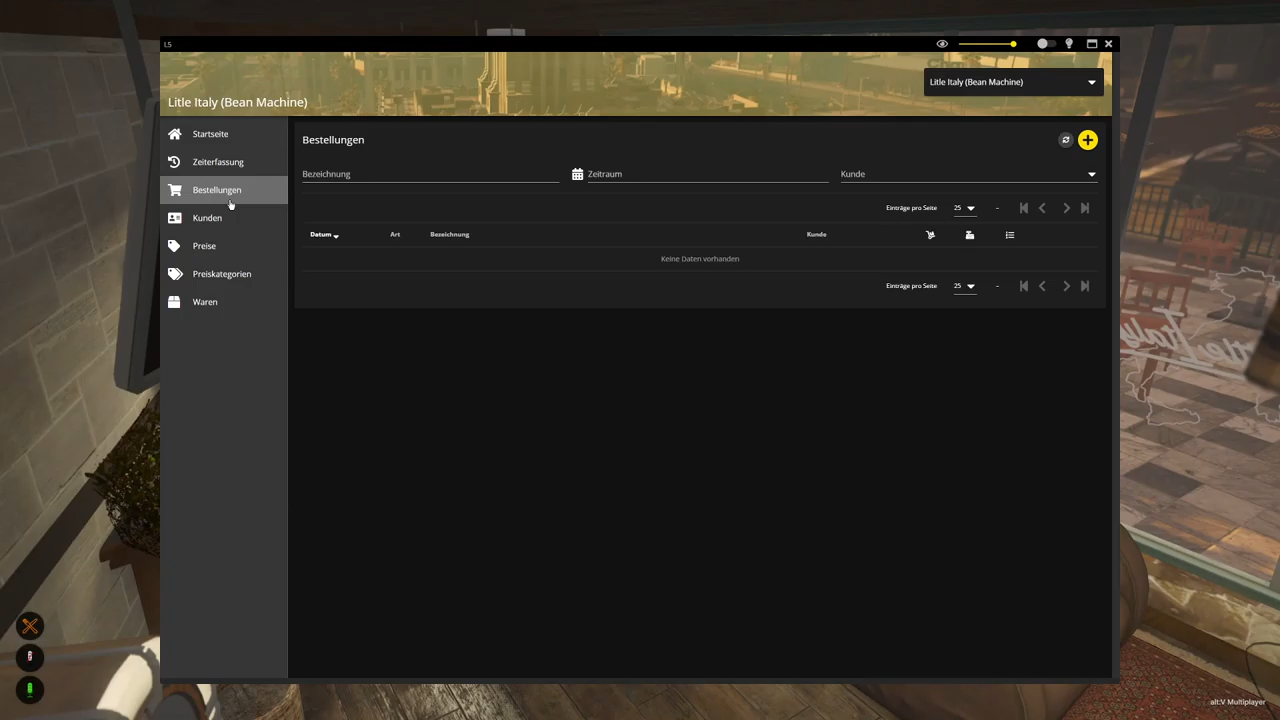 L5
Litle Italy (Bean Machine)
Litle Italy (Bean Machine)
Startseite
Zeiterfassung
Bestellungen
Kunden
Preise
Preiskategorien
Waren
Bestellungen
Bezeichnung
Zeitraum
Kunde
Einträge pro Seite 25 -
Datum Art Bezeichnung Kunde
Keine Daten vorhanden
Einträge pro Seite 25 -
alt:V Multiplayer